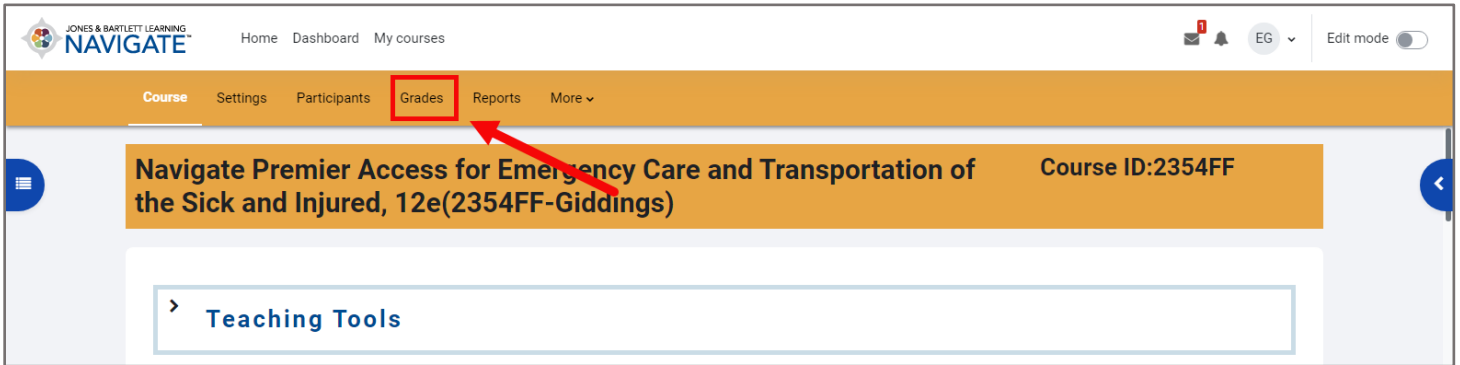 JONES & BARTLETT LEARNING
NAVIGATE™
Home Dashboard My courses
1
EG
Edit mode
Course Settings Participants Grades Reports More
Navigate Premier Access for Emergency Care and Transportation of
the Sick and Injured, 12e(2354FF-Giddings)
Course ID:2354FF
Teaching Tools